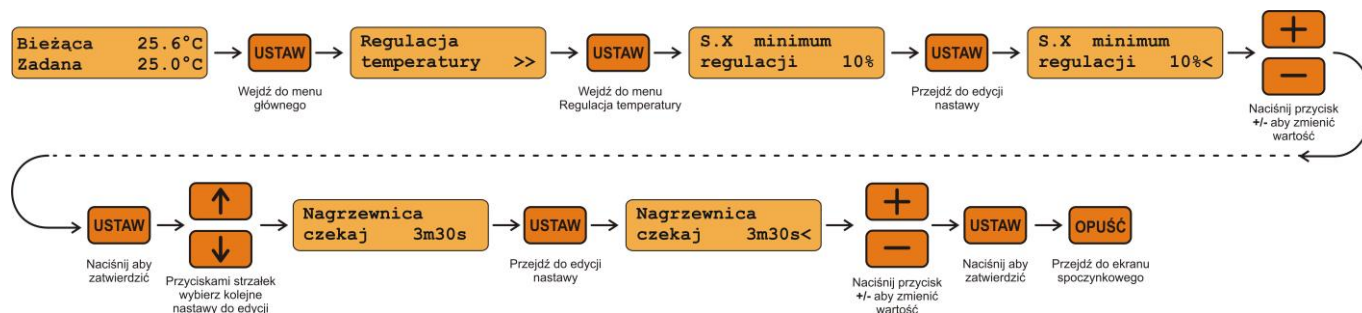 Bieżąca 25.6°C
Zadana 25.0°C
USTAW
Wejdź do menu
głównego
Regulacja
temperatury >>
USTAW
Wejdź do menu
Regulacja temperatury
S.X minimum
regulacji 10%
USTAW
Przejdź do edycji
nastawy
S.X minimum
regulacji 10%<
+
−
Naciśnij przycisk
+/- aby zmienić
wartość
USTAW
Naciśnij aby
zatwierdzić
↑
↓
Przyciskami strzałek
wybierz kolejne
nastawy do edycji
Nagrzewnica
czekaj 3m30s
USTAW
Przejdź do edycji
nastawy
Nagrzewnica
czekaj 3m30s<
+
−
Naciśnij przycisk
+/- aby zmienić
wartość
USTAW
Naciśnij aby
zatwierdzić
OPUŚĆ
Przejdź do ekranu
spoczynkowego